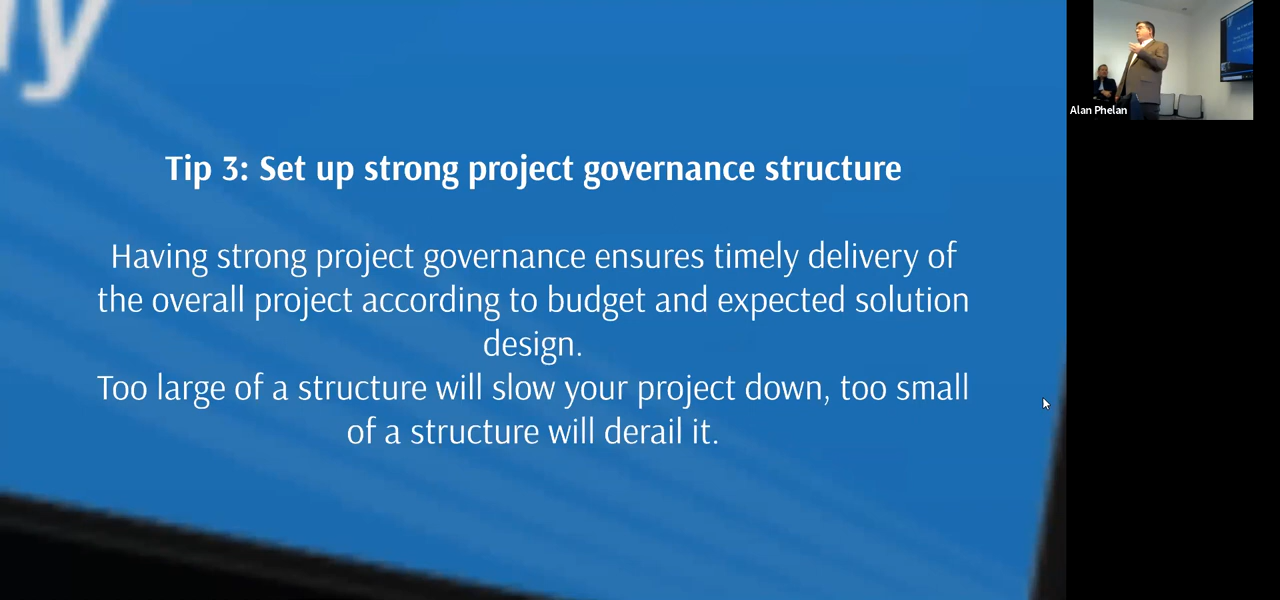 Tip 3: Set up strong project governance structure
Having strong project governance ensures timely delivery of
the overall project according to budget and expected solution
design.
Too large of a structure will slow your project down, too small
of a structure will derail it.
Alan Phelan